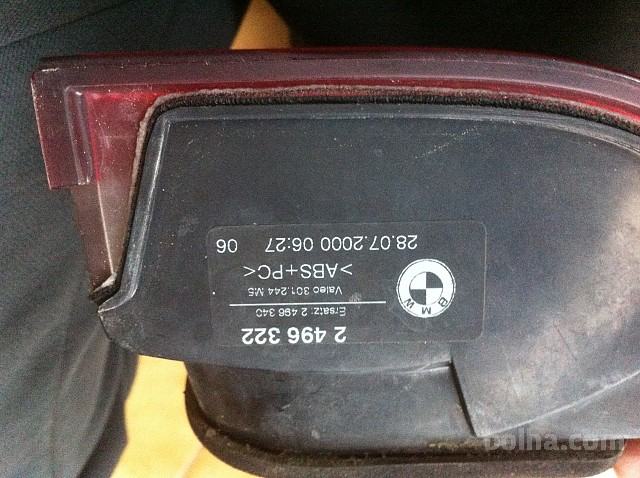 2 496 322
Ersatz: 2 496 340
Valeo 301.244 M5
>ABS+PC<
28.07.2000 06:27 06
BMW
bolha.com